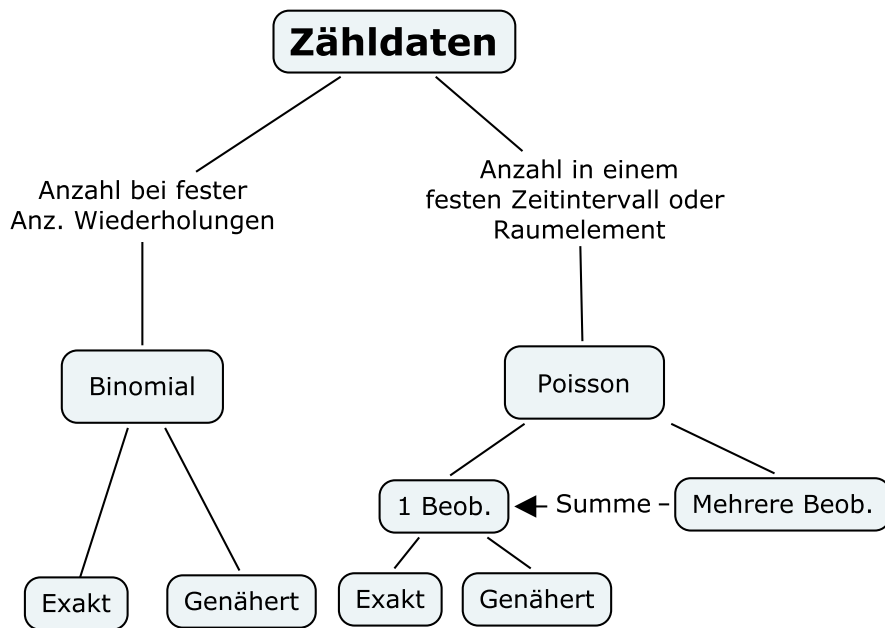 Zähldaten
Anzahl bei fester
Anz. Wiederholungen
Anzahl in einem
festen Zeitintervall oder
Raumelement
Binomial
Poisson
1 Beob.
Summe
Mehrere Beob.
Exakt
Genähert
Exakt
Genähert